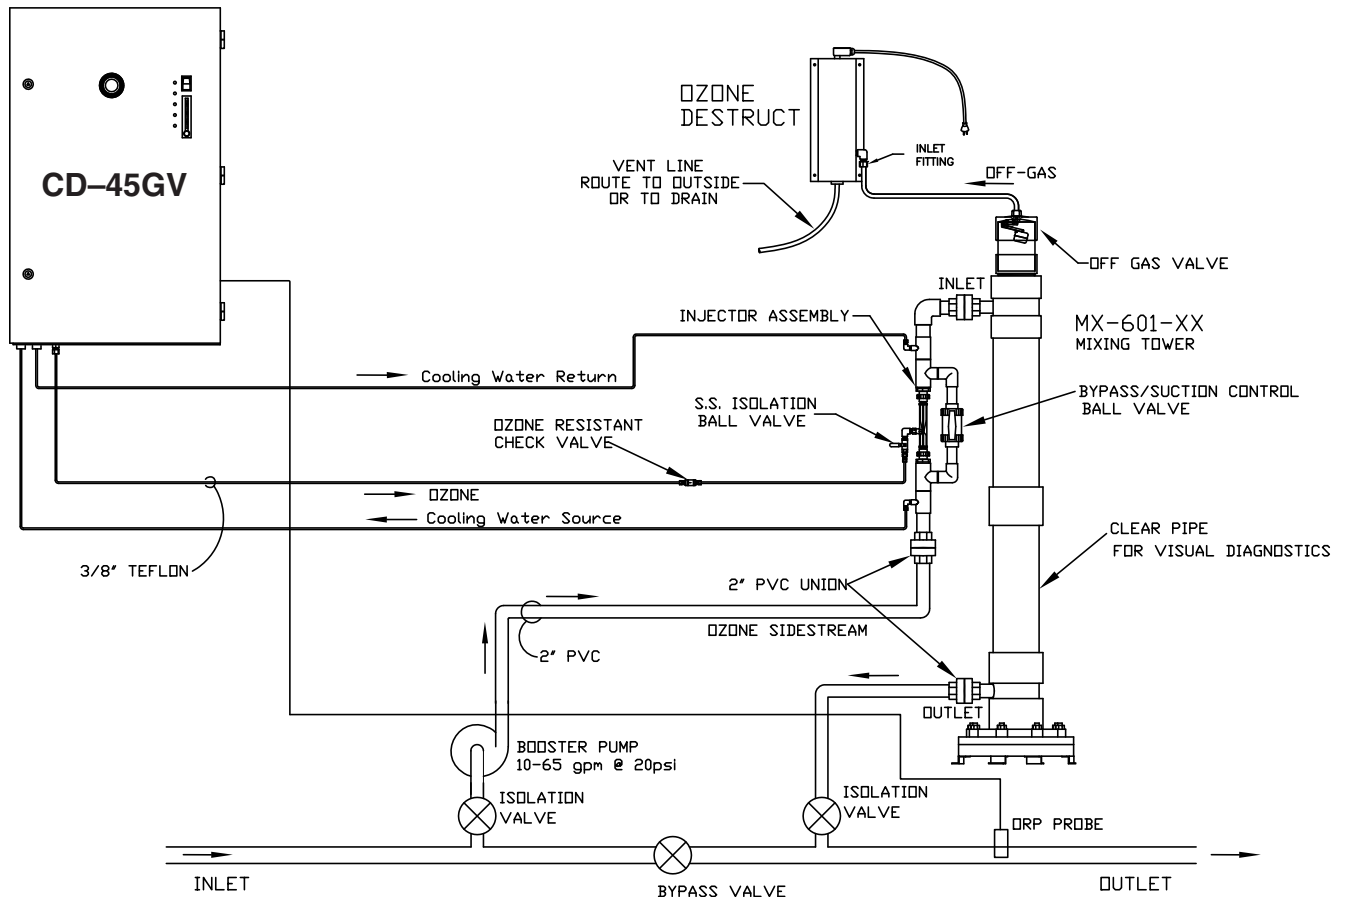 CD–45GV
OZONE
DESTRUCT
INLET
FITTING
VENT LINE
ROUTE TO OUTSIDE
OR TO DRAIN
OFF-GAS
OFF GAS VALVE
INLET
INJECTOR ASSEMBLY
MX-601-XX
MIXING TOWER
Cooling Water Return
S.S. ISOLATION
BALL VALVE
BYPASS/SUCTION CONTROL
BALL VALVE
OZONE RESISTANT
CHECK VALVE
OZONE
Cooling Water Source
CLEAR PIPE
FOR VISUAL DIAGNOSTICS
3/8" TEFLON
2" PVC UNION
OZONE SIDESTREAM
2" PVC
OUTLET
BOOSTER PUMP
10-65 gpm @ 20psi
ISOLATION
VALVE
ISOLATION
VALVE
ORP PROBE
INLET
BYPASS VALVE
OUTLET